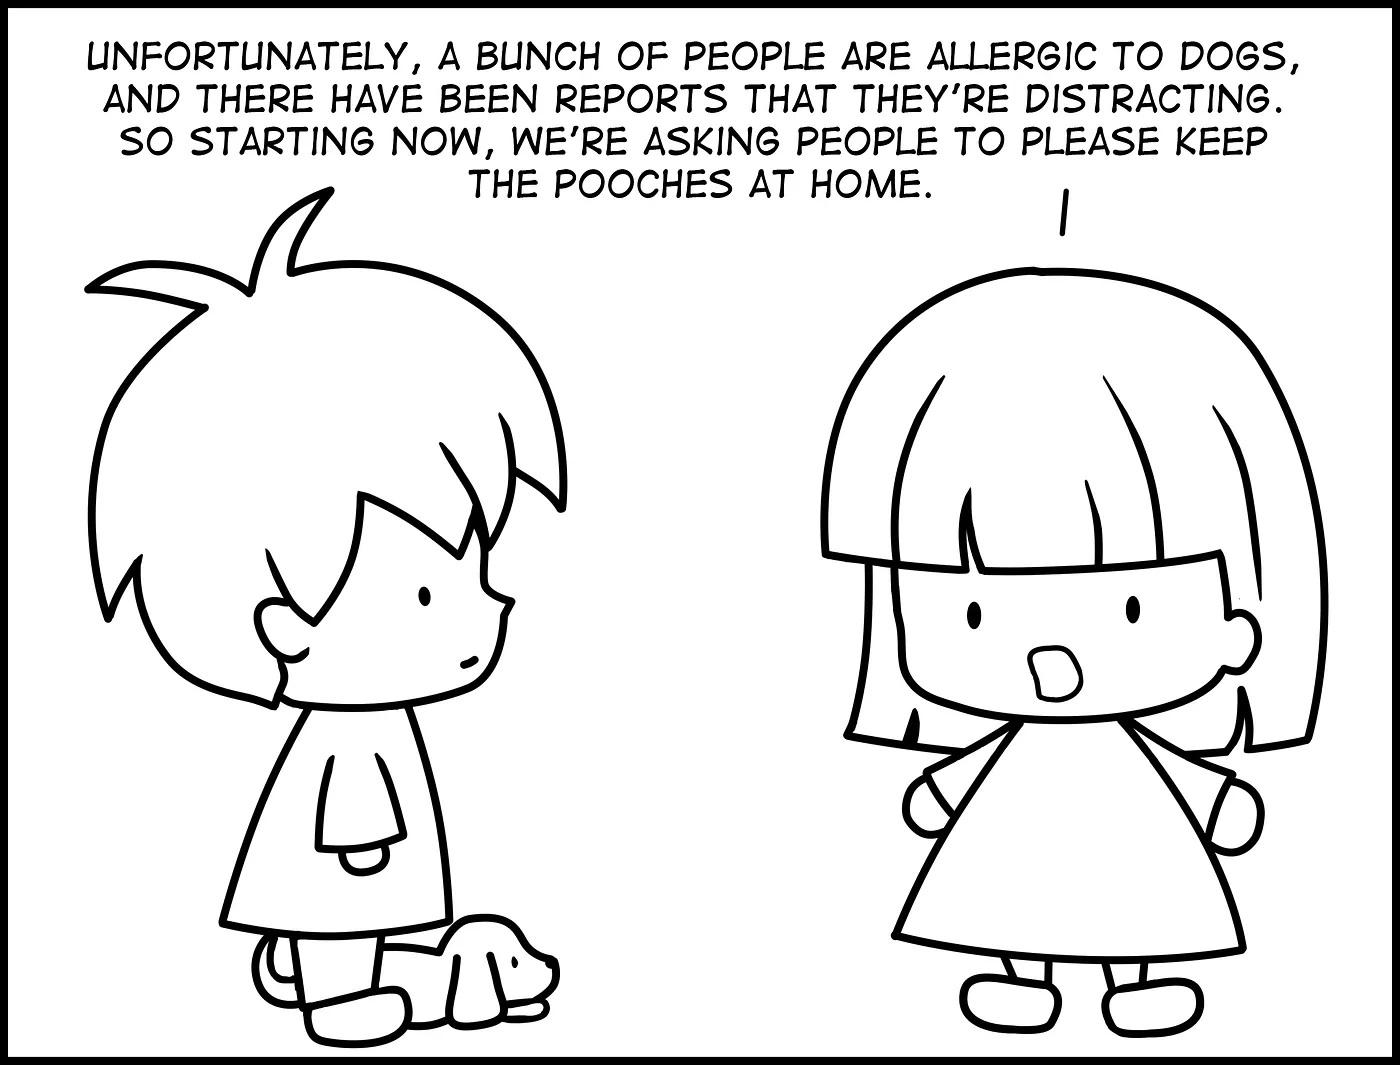 UNFORTUNATELY, A BUNCH OF PEOPLE ARE ALLERGIC TO DOGS,
AND THERE HAVE BEEN REPORTS THAT THEY'RE DISTRACTING.
SO STARTING NOW, WE'RE ASKING PEOPLE TO PLEASE KEEP
THE POOCHES AT HOME.